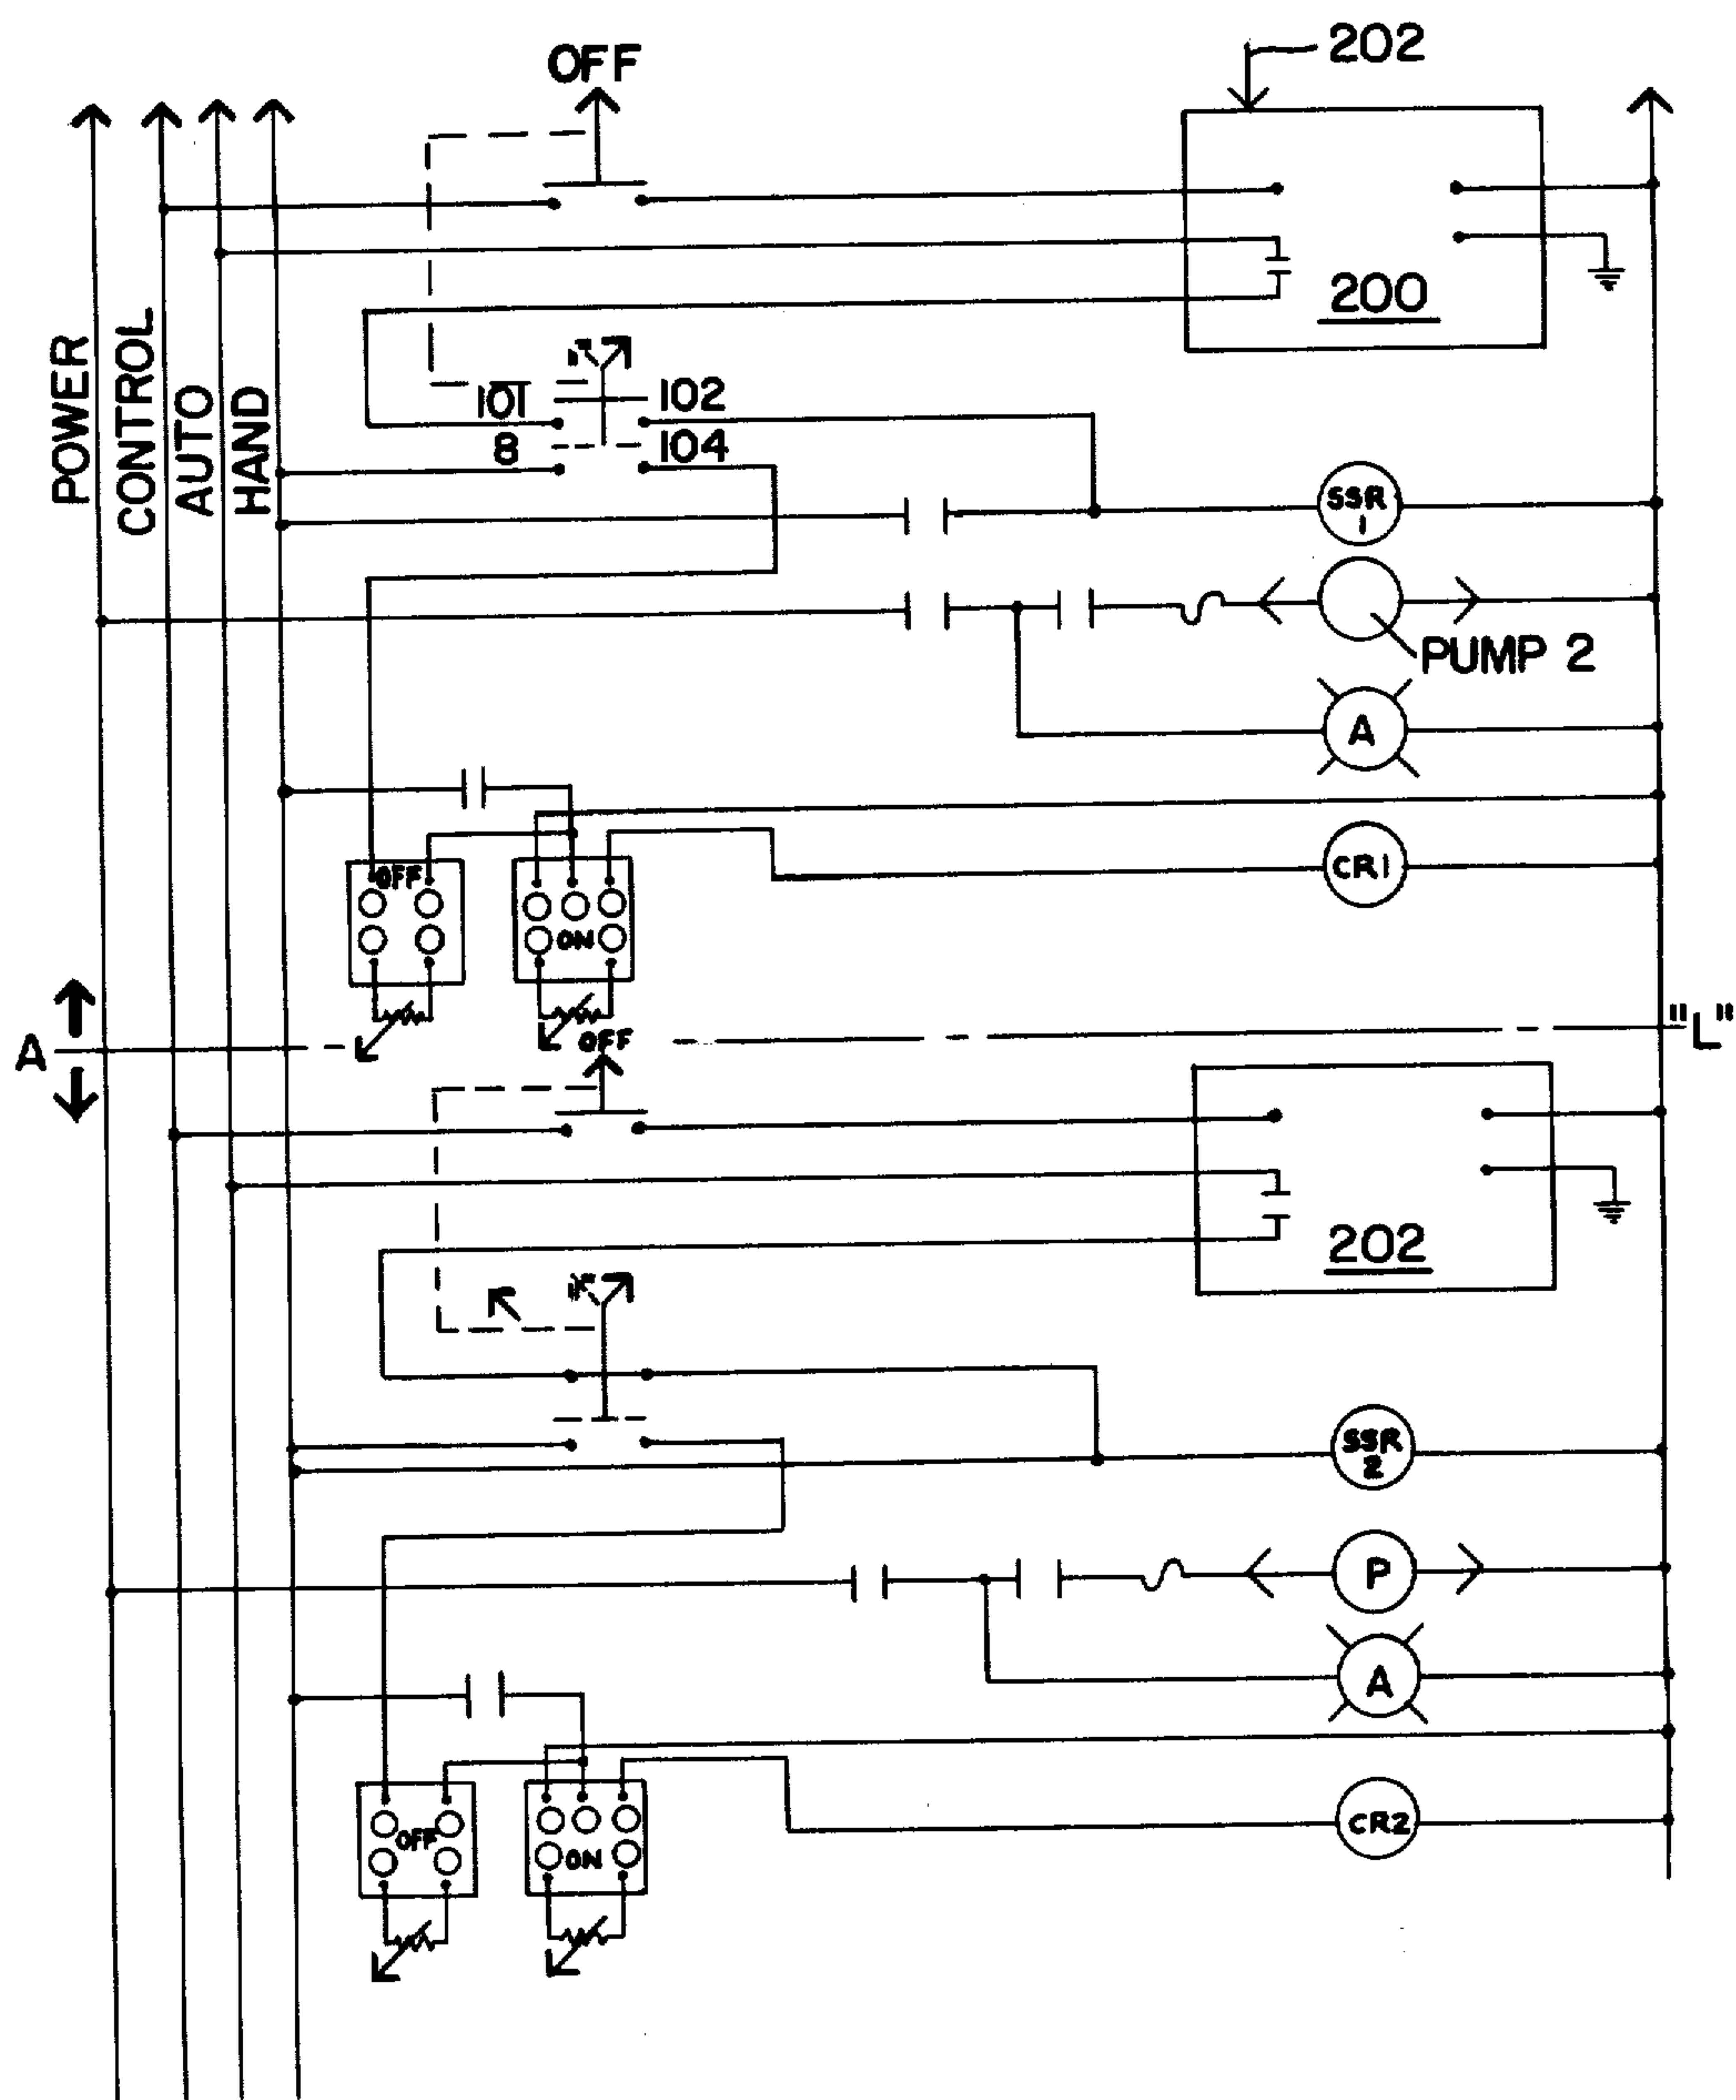 OFF
202
200
POWER
CONTROL
AUTO
HAND
101
102
8
104
SSR
1
PUMP 2
A
OFF
ON
CR1
A
OFF
"L"
202
SSR
2
P
A
OFF
ON
CR2